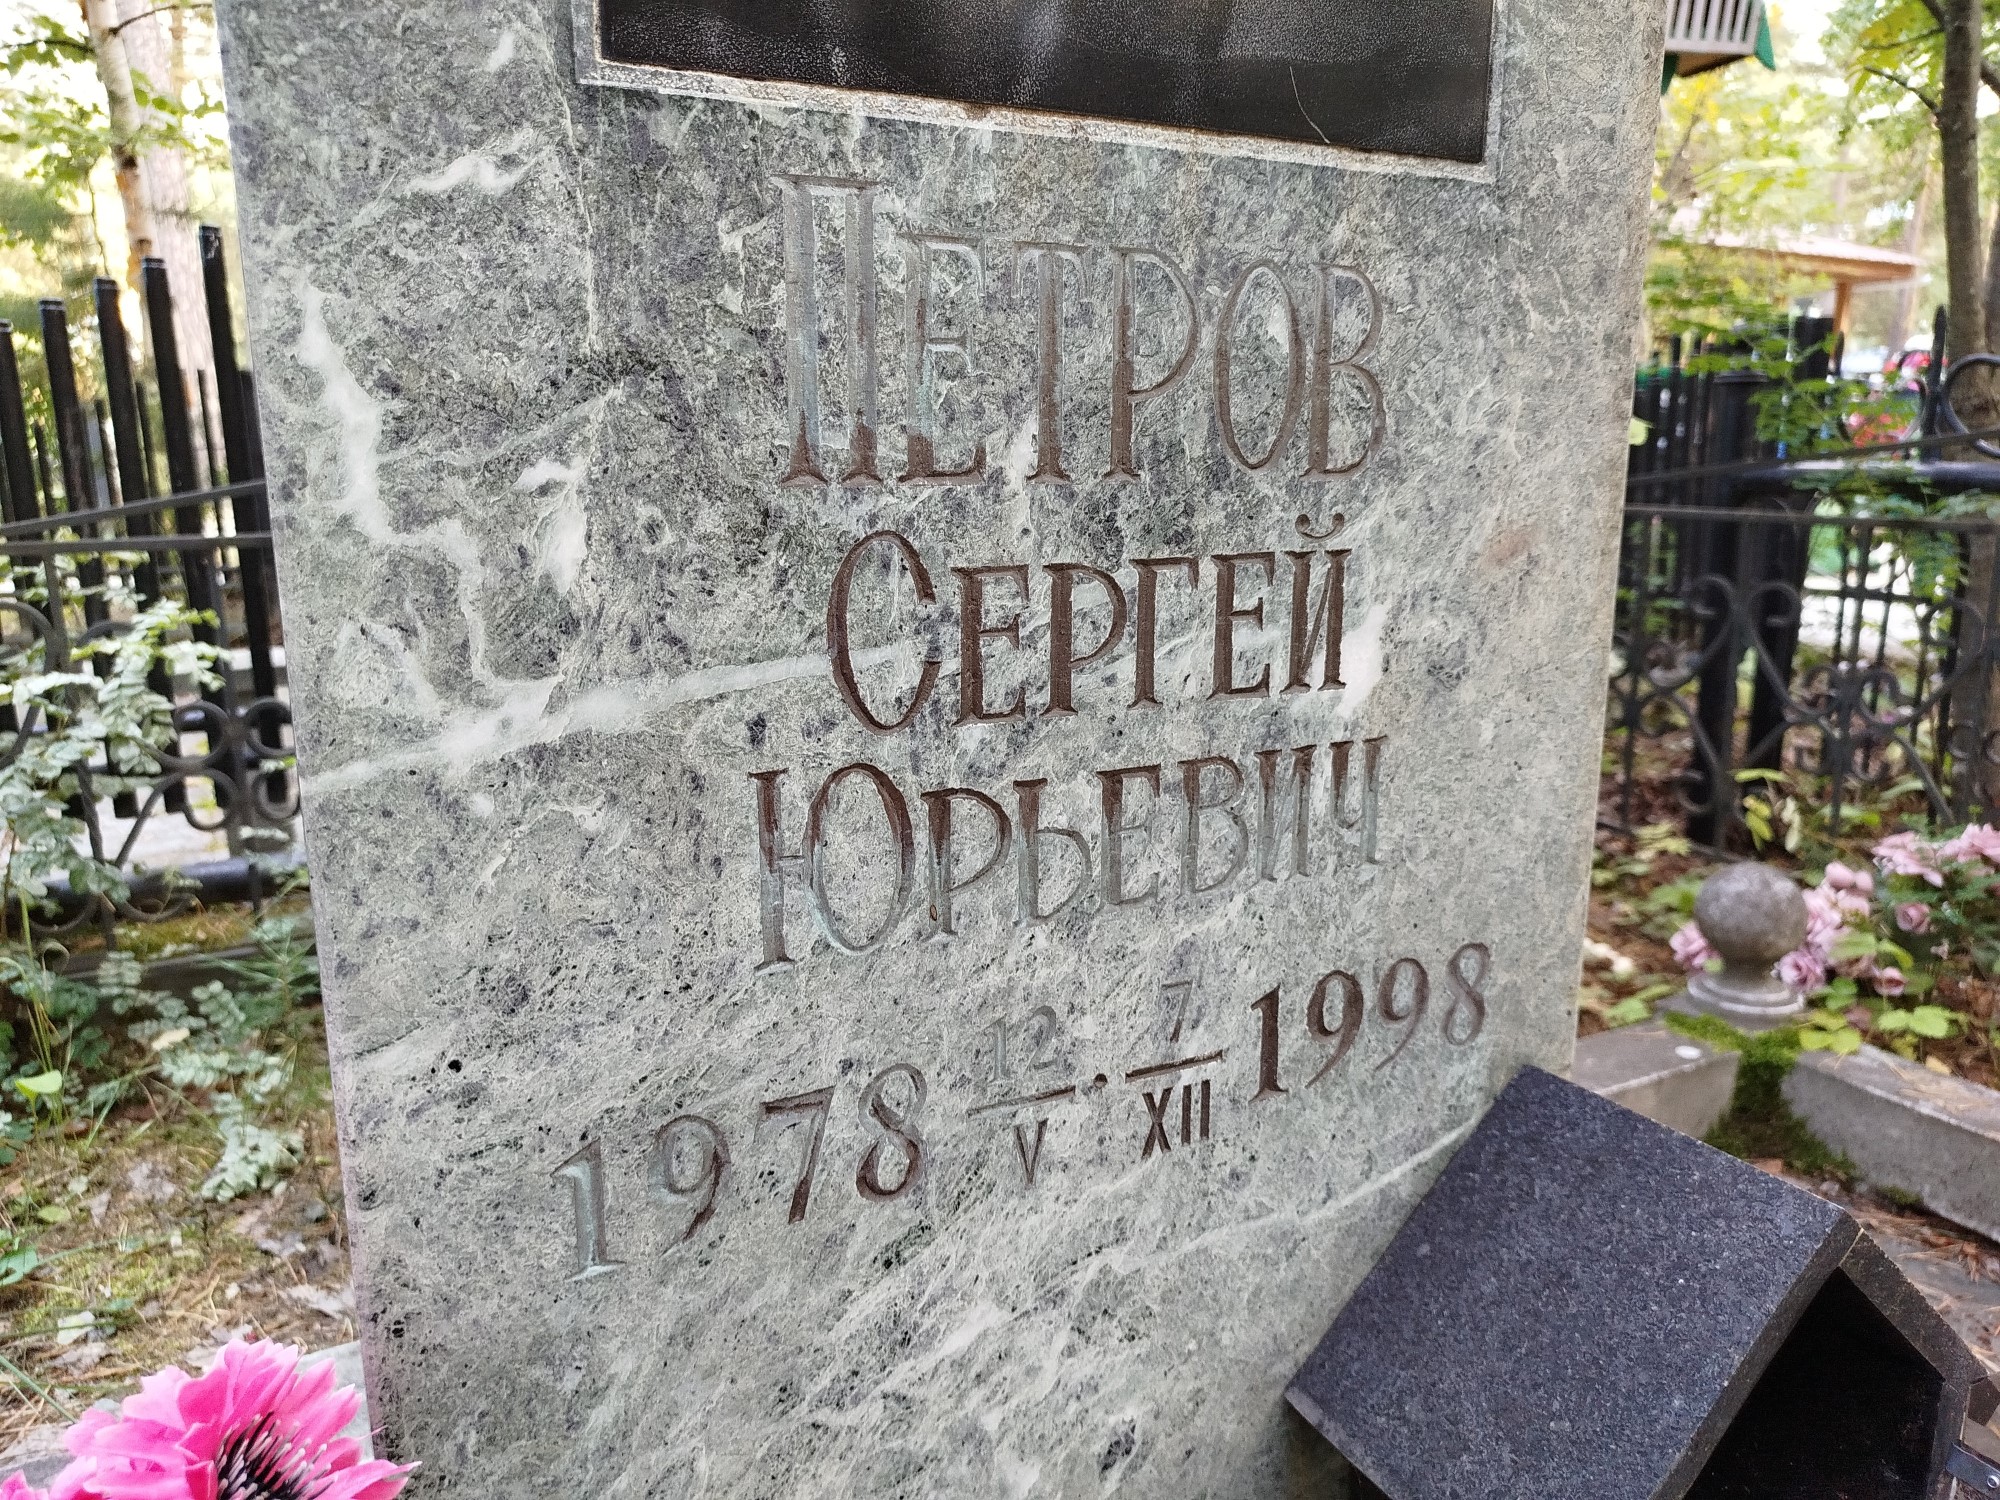 Петров
Сергей
Юрьевич
1978 12/V · 7/XII 1998